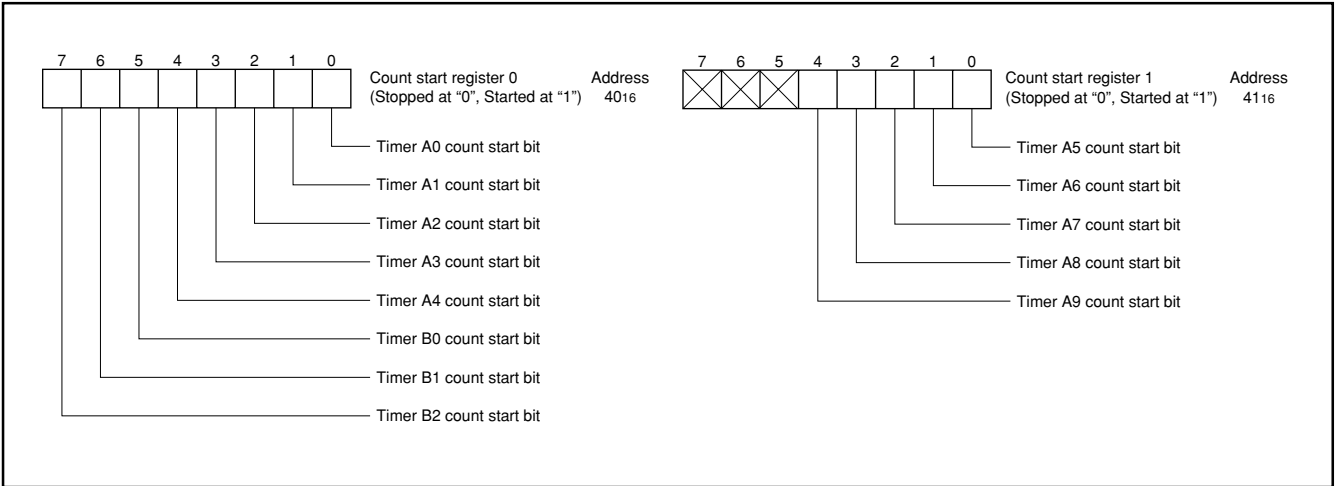 7 6 5 4 3 2 1 0
Count start register 0 Address
(Stopped at “0”, Started at “1”) 4016
Timer A0 count start bit
Timer A1 count start bit
Timer A2 count start bit
Timer A3 count start bit
Timer A4 count start bit
Timer B0 count start bit
Timer B1 count start bit
Timer B2 count start bit
7 6 5 4 3 2 1 0
Count start register 1 Address
(Stopped at “0”, Started at “1”) 4116
Timer A5 count start bit
Timer A6 count start bit
Timer A7 count start bit
Timer A8 count start bit
Timer A9 count start bit